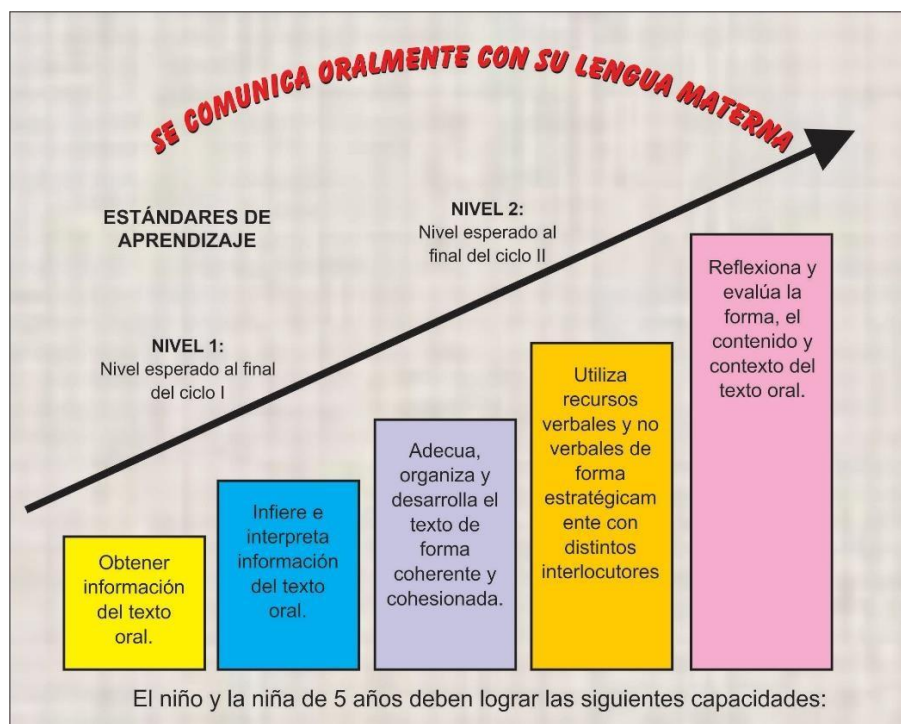 SE COMUNICA ORALMENTE CON SU LENGUA MATERNA
ESTÁNDARES DE
APRENDIZAJE
NIVEL 1:
Nivel esperado al final
del ciclo I
NIVEL 2:
Nivel esperado al
final del ciclo II
Obtener
información
del texto
oral.
Infiere e
interpreta
información
del texto
oral.
Adecua,
organiza y
desarrolla el
texto de
forma
coherente y
cohesionada.
Utiliza
recursos
verbales y no
verbales de
forma
estratégicam
ente con
distintos
interlocutores
Reflexiona y
evalúa la
forma, el
contenido y
contexto del
texto oral.
El niño y la niña de 5 años deben lograr las siguientes capacidades: